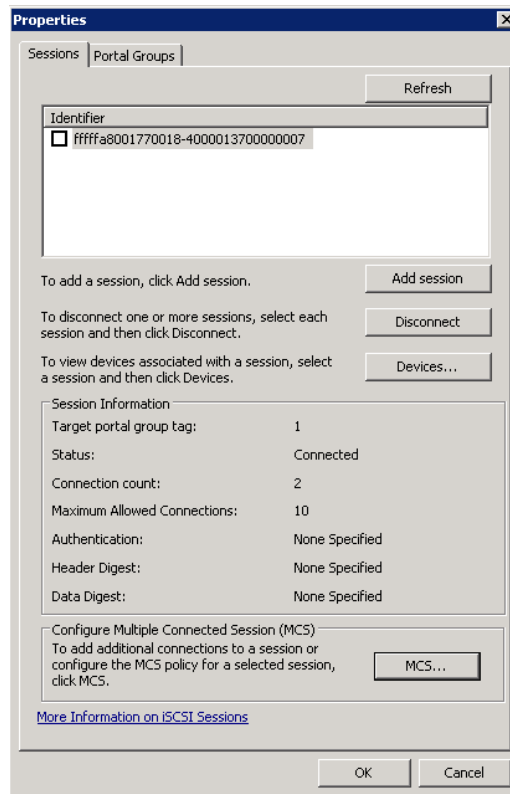 Properties
Sessions
Portal Groups
Refresh
Identifier
fffffa8001770018-4000013700000007
To add a session, click Add session.
Add session
To disconnect one or more sessions, select each
session and then click Disconnect.
Disconnect
To view devices associated with a session, select
a session and then click Devices.
Devices...
Session Information
Target portal group tag: 1
Status: Connected
Connection count: 2
Maximum Allowed Connections: 10
Authentication: None Specified
Header Digest: None Specified
Data Digest: None Specified
Configure Multiple Connected Session (MCS)
To add additional connections to a session or
configure the MCS policy for a selected session,
click MCS.
MCS...
More Information on iSCSI Sessions
OK
Cancel